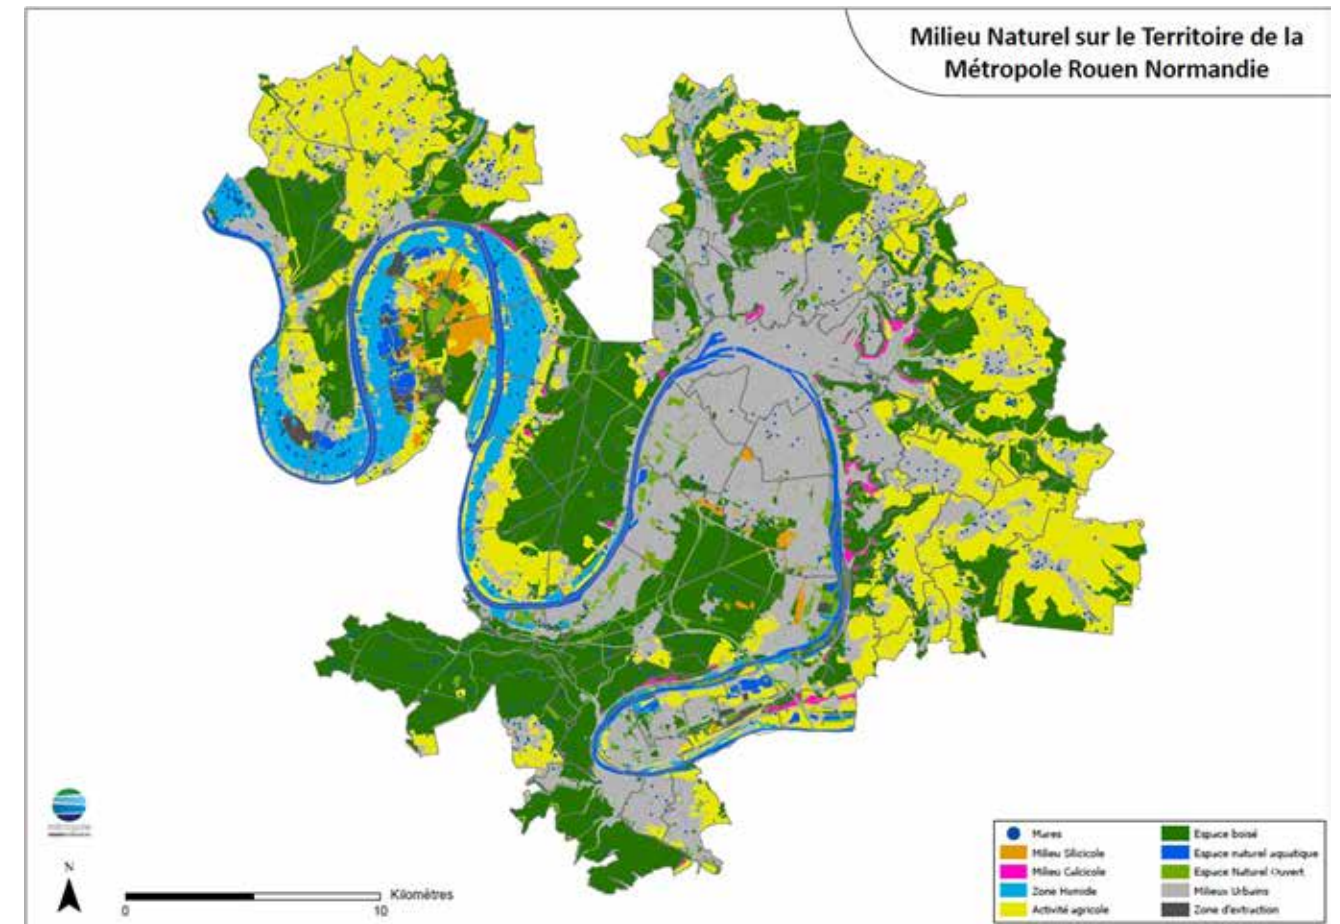 Milieu Naturel sur le Territoire de la
Métropole Rouen Normandie
métropole
N
Kilomètres
0
10
Mares
Milieu Silicicole
Milieu Calcicole
Zone Humide
Activité agricole
Espace boisé
Espace naturel aquatique
Espace Naturel Ouvert
Milieux Urbains
Zone d'extraction